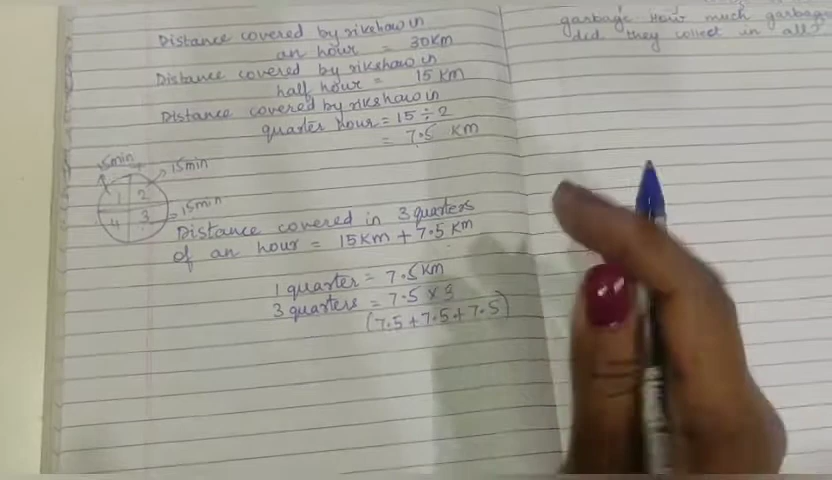 Distance covered by rikshaw in
an hour = 30Km
Distance covered by rikshaw in
half hour = 15 Km
Distance covered by rikshaw in
quarter hour = 15 ÷ 2
= 7.5 Km
15min
15min
1 2
15min
4 3
Distance covered in 3 quarters
of an hour = 15Km + 7.5 Km
1 quarter = 7.5 Km
3 quarters = 7.5 x 3
(7.5 + 7.5 + 7.5)
garbage. How much garbage
did they collect in all?